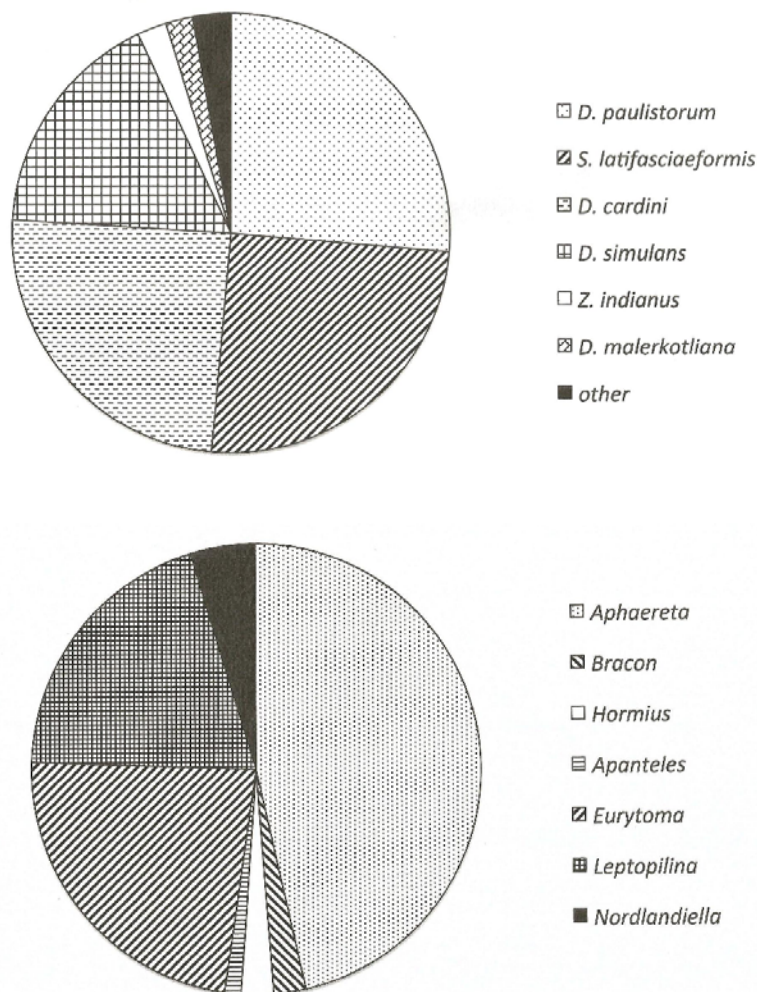 D. paulistorum
S. latifasciaeformis
D. cardini
D. simulans
Z. indianus
D. malerkotliana
other
Aphaereta
Bracon
Hormius
Apanteles
Eurytoma
Leptopilina
Nordlandiella